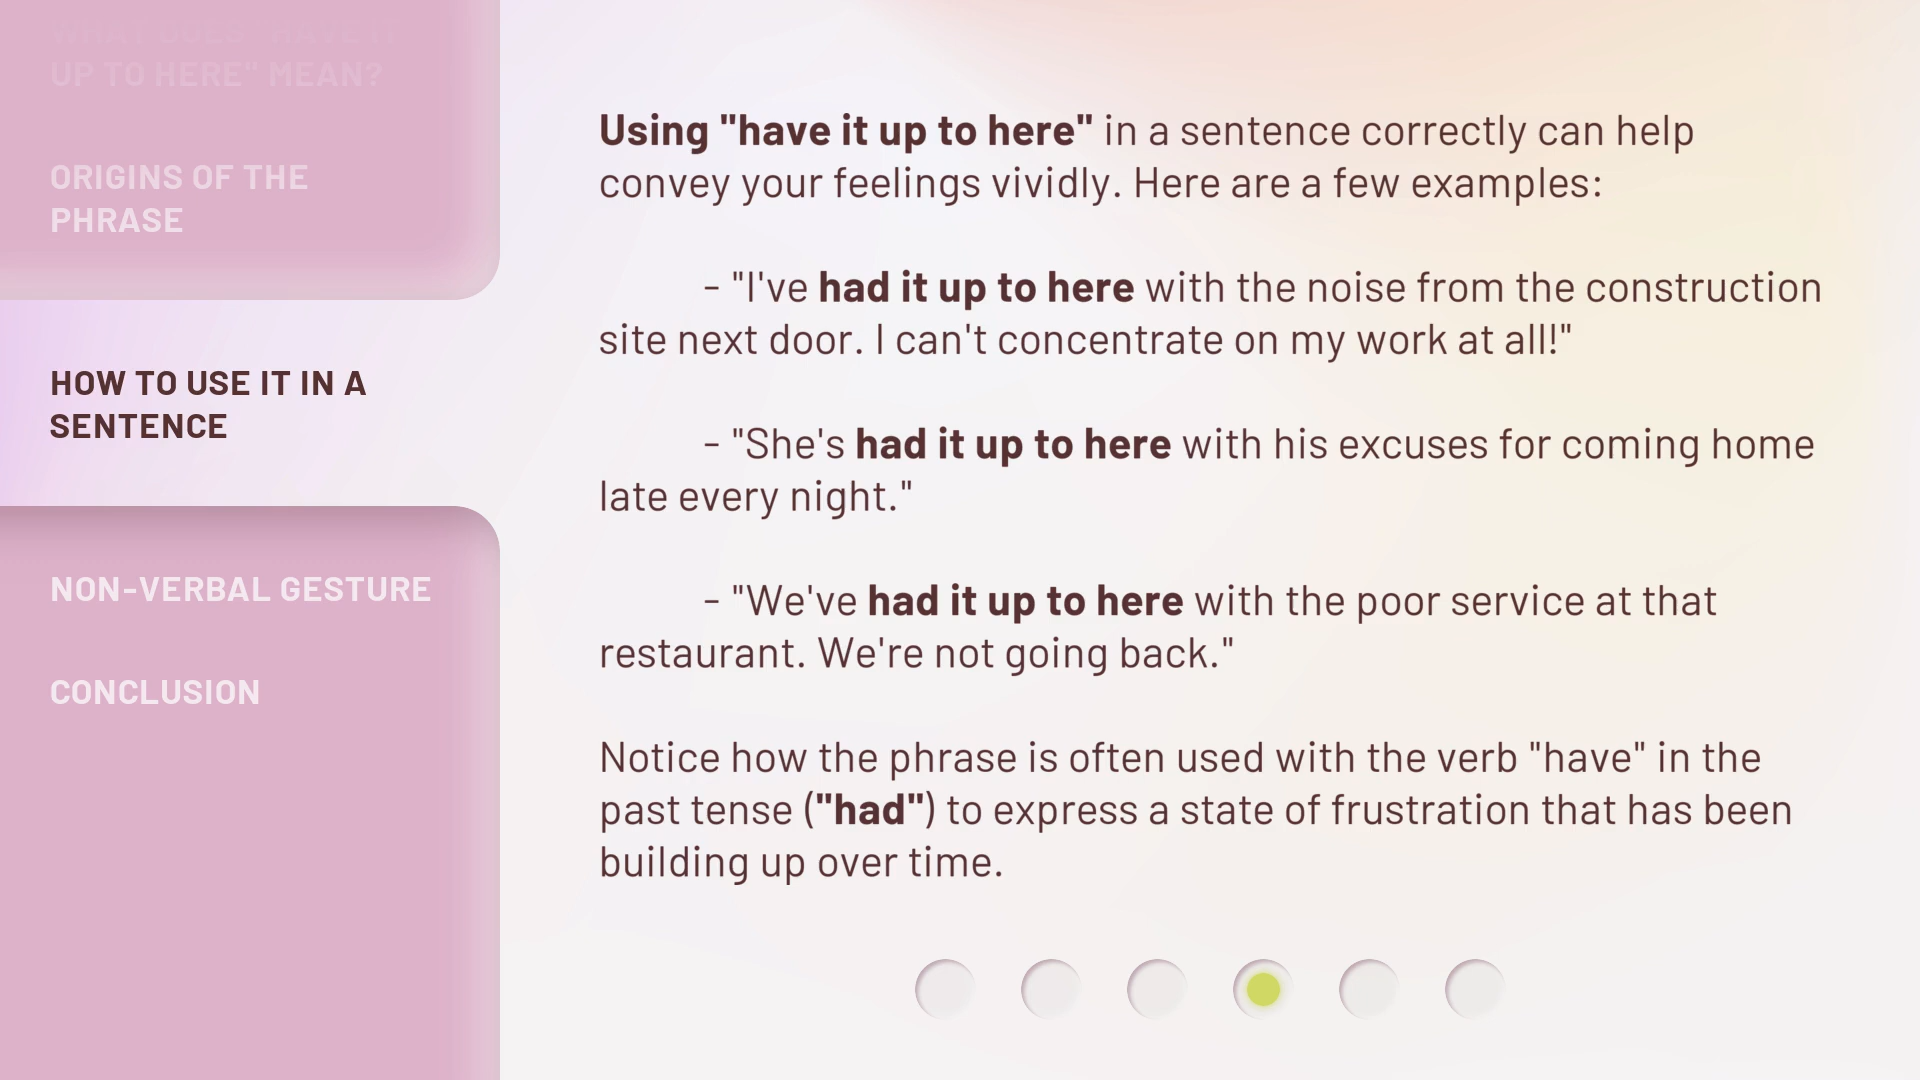 WHAT DOES "HAVE IT
UP TO HERE" MEAN?
ORIGINS OF THE
PHRASE
HOW TO USE IT IN A
SENTENCE
NON-VERBAL GESTURE
CONCLUSION
Using "have it up to here" in a sentence correctly can help
convey your feelings vividly. Here are a few examples:
- "I've had it up to here with the noise from the construction
site next door. I can't concentrate on my work at all!"
- "She's had it up to here with his excuses for coming home
late every night."
- "We've had it up to here with the poor service at that
restaurant. We're not going back."
Notice how the phrase is often used with the verb "have" in the
past tense ("had") to express a state of frustration that has been
building up over time.